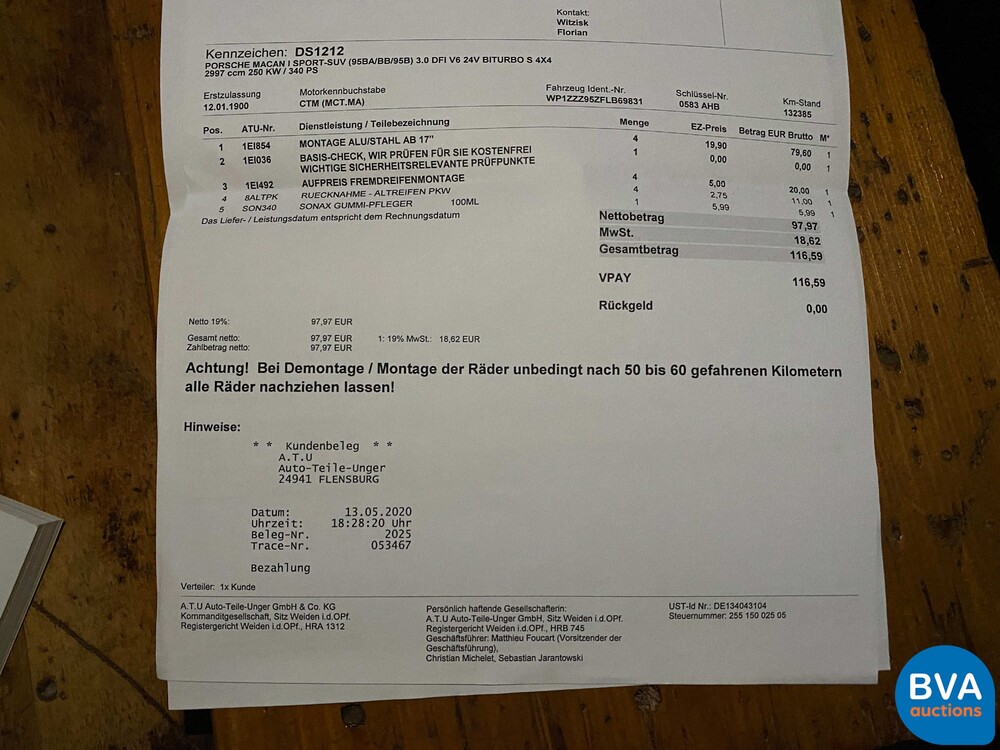 Kontakt:
Witzisk
Florian
Kennzeichen: DS1212
PORSCHE MACAN I SPORT-SUV (95BA/BB/95B) 3.0 DFI V6 24V BITURBO S 4X4
2997 ccm 250 KW / 340 PS
Erstzulassung Motorkennbuchstabe Fahrzeug Ident.-Nr. Schlüssel-Nr. Km-Stand
12.01.1900 CTM (MCT.MA) WP1ZZZ95ZFLB69831 0583 AHB 132385
Pos. ATU-Nr. Dienstleistung / Teilebezeichnung Menge EZ-Preis Betrag EUR Brutto M*
1 1EI854 MONTAGE ALU/STAHL AB 17" 4 19,90 79,60 1
2 1EI036 BASIS-CHECK, WIR PRÜFEN FÜR SIE KOSTENFREI 1 0,00 0,00 1
WICHTIGE SICHERHEITSRELEVANTE PRÜFPUNKTE
3 1EI492 AUFPREIS FREMDREIFENMONTAGE 4 5,00 20,00 1
4 8ALTPK RUECKNAHME - ALTREIFEN PKW 4 2,75 11,00 1
5 SON340 SONAX GUMMI-PFLEGER 100ML 1 5,99 5,99 1
Das Liefer- / Leistungsdatum entspricht dem Rechnungsdatum
Nettobetrag 97,97
MwSt. 18,62
Gesamtbetrag 116,59
VPAY 116,59
Rückgeld 0,00
Netto 19%: 97,97 EUR
Gesamt netto: 97,97 EUR 1: 19% MwSt.: 18,62 EUR
Zahlbetrag netto: 97,97 EUR
Achtung! Bei Demontage / Montage der Räder unbedingt nach 50 bis 60 gefahrenen Kilometern
alle Räder nachziehen lassen!
Hinweise:
* * Kundenbeleg * *
A.T.U
Auto-Teile-Unger
24941 FLENSBURG
Datum: 13.05.2020
Uhrzeit: 18:28:20 Uhr
Beleg-Nr. 2025
Trace-Nr. 053467
Bezahlung
Verteiler: 1x Kunde
A.T.U Auto-Teile-Unger GmbH & Co. KG
Kommanditgesellschaft, Sitz Weiden i.d.OPf.
Registergericht Weiden i.d.OPf., HRA 1312
Persönlich haftende Gesellschafterin:
A.T.U Auto-Teile-Unger GmbH, Sitz Weiden i.d.OPf.
Registergericht Weiden i.d.OPf., HRB 745
Geschäftsführer: Matthieu Foucart (Vorsitzender der
Geschäftsführung),
Christian Michelet, Sebastian Jarantowski
UST-Id Nr.: DE134043104
Steuernummer: 255 150 025 05
BVA
auctions